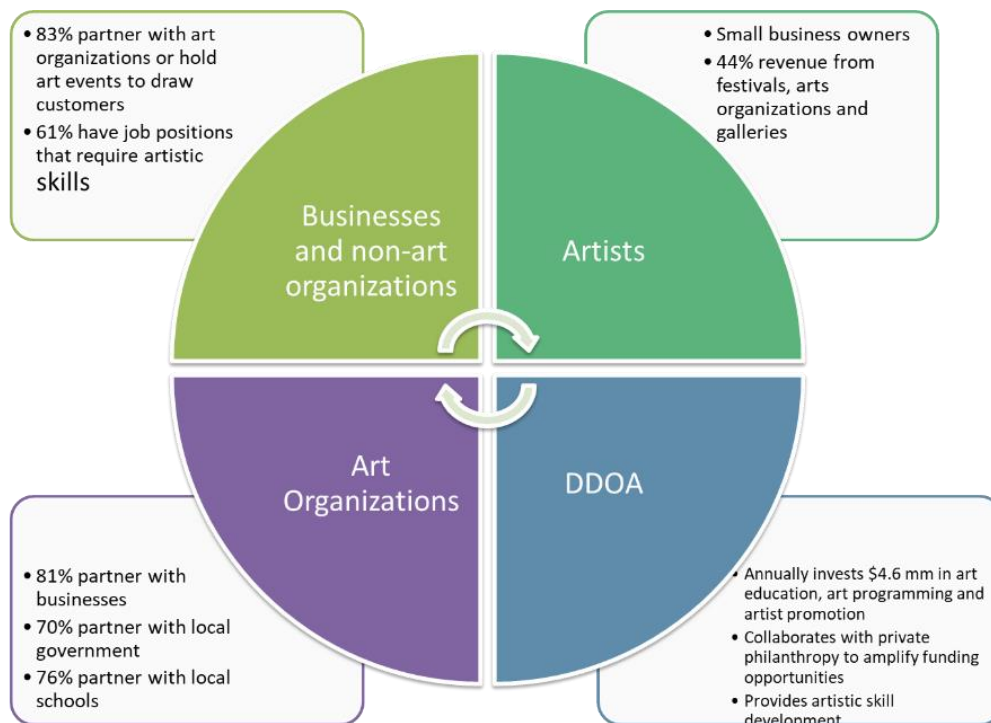 • 83% partner with art
organizations or hold
art events to draw
customers
• 61% have job positions
that require artistic
skills
• Small business owners
• 44% revenue from
festivals, arts
organizations and
galleries
Businesses
and non-art
organizations
Artists
Art
Organizations
DDOA
• 81% partner with
businesses
• 70% partner with local
government
• 76% partner with local
schools
• Annually invests $4.6 mm in art
education, art programming and
artist promotion
• Collaborates with private
philanthropy to amplify funding
opportunities
• Provides artistic skill
development